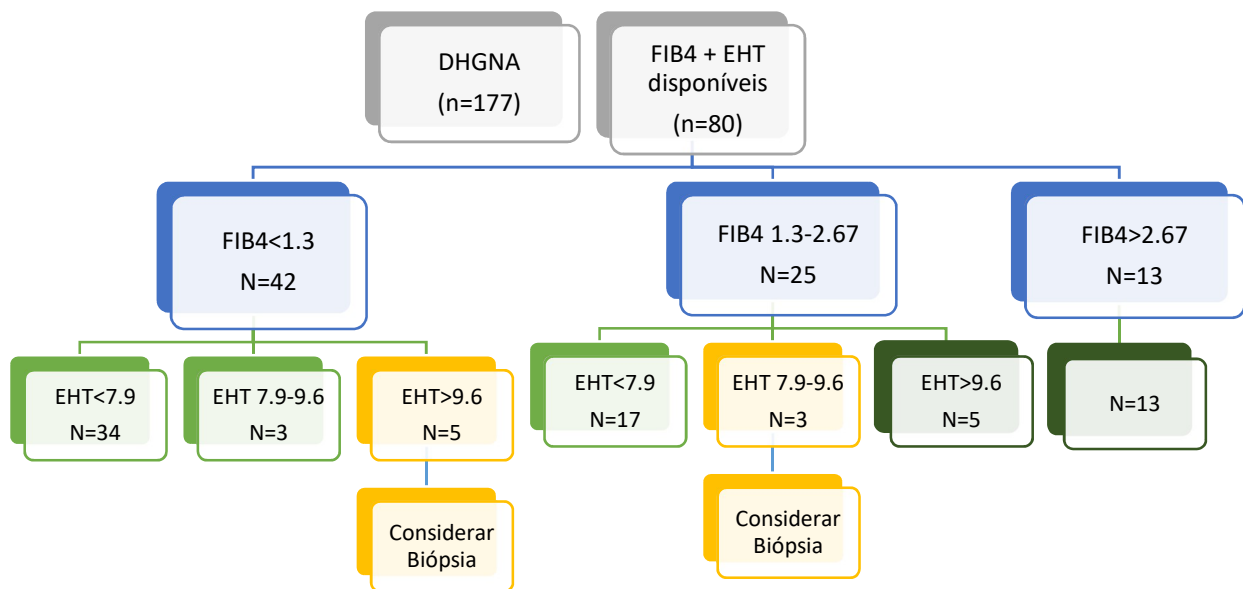 DHGNA
(n=177)
FIB4 + EHT
disponíveis
(n=80)
FIB4<1.3
N=42
FIB4 1.3-2.67
N=25
FIB4>2.67
N=13
EHT<7.9
N=34
EHT 7.9-9.6
N=3
EHT>9.6
N=5
EHT<7.9
N=17
EHT 7.9-9.6
N=3
EHT>9.6
N=5
N=13
Considerar
Biópsia
Considerar
Biópsia